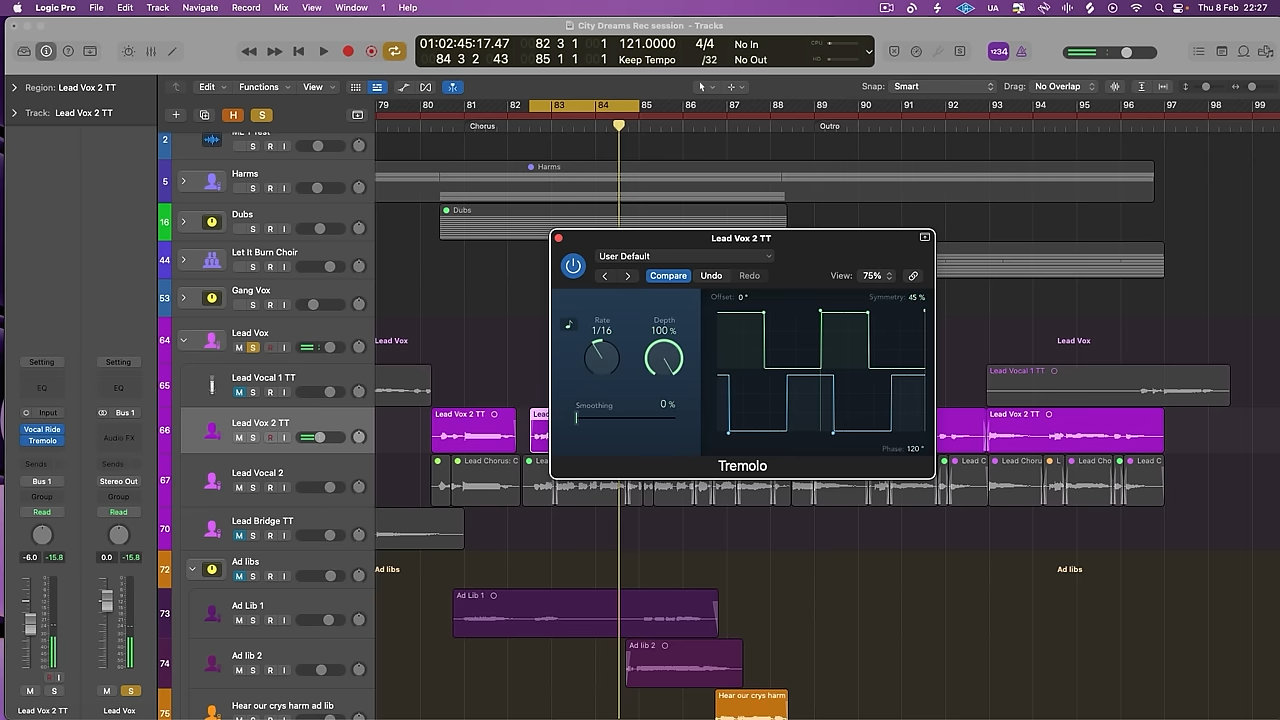 Logic Pro File Edit Track Navigate Record Mix View Window 1 Help UA Thu 8 Feb 22:27
City Dreams Rec session - Tracks
01:02:45:17.47 82 3 1 1 121.0000 4/4 No In CPU
84 3 2 43 85 1 1 1 Keep Tempo /32 No Out HD
1234
Region: Lead Vox 2 TT
Edit Functions View Snap: Smart Drag: No Overlap
79 80 81 82 83 84 85 86 87 88 89 90 91 92 93 94 95 96 97 98 99
Track: Lead Vox 2 TT
H S
Chorus Outro
2
S R I
5 Harms
S R I
Harms
16 Dubs
S R I
Dubs
44 Let It Burn Choir
S R I
53 Gang Vox
S R I
64 Lead Vox
M S R I
Lead Vox Lead Vox
65 Lead Vocal 1 TT
M S R I
Lead Vocal 1 TT
66 Lead Vox 2 TT
M S R I
Lead Vox 2 TT Lead Lead Vox 2 TT
67 Lead Vocal 2
M S R I
Lead Chorus: C Lea Lead C Lead Choru L Lead Cho Lead C
70 Lead Bridge TT
M S R I
72 Ad libs
M S R I
Ad libs Ad libs
73 Ad Lib 1
M S R I
Ad Lib 1
74 Ad lib 2
M S R I
Ad lib 2
75 Hear our crys harm ad lib
Hear our crys harm
Lead Vox 2 TT
User Default
Compare Undo Redo View: 75%
Offset: 0° Symmetry: 45 %
Rate Depth
1/16 100 %
Smoothing 0 %
Phase: 120°
Tremolo
Setting Setting
EQ EQ
Input Bus 1
Vocal Ride
Tremolo Audio FX
Sends Sends
Bus 1 Stereo Out
Group Group
Read Read
-6.0 -15.8 0.0 -15.8
R I
M S M S
Lead Vox 2 TT Lead Vox